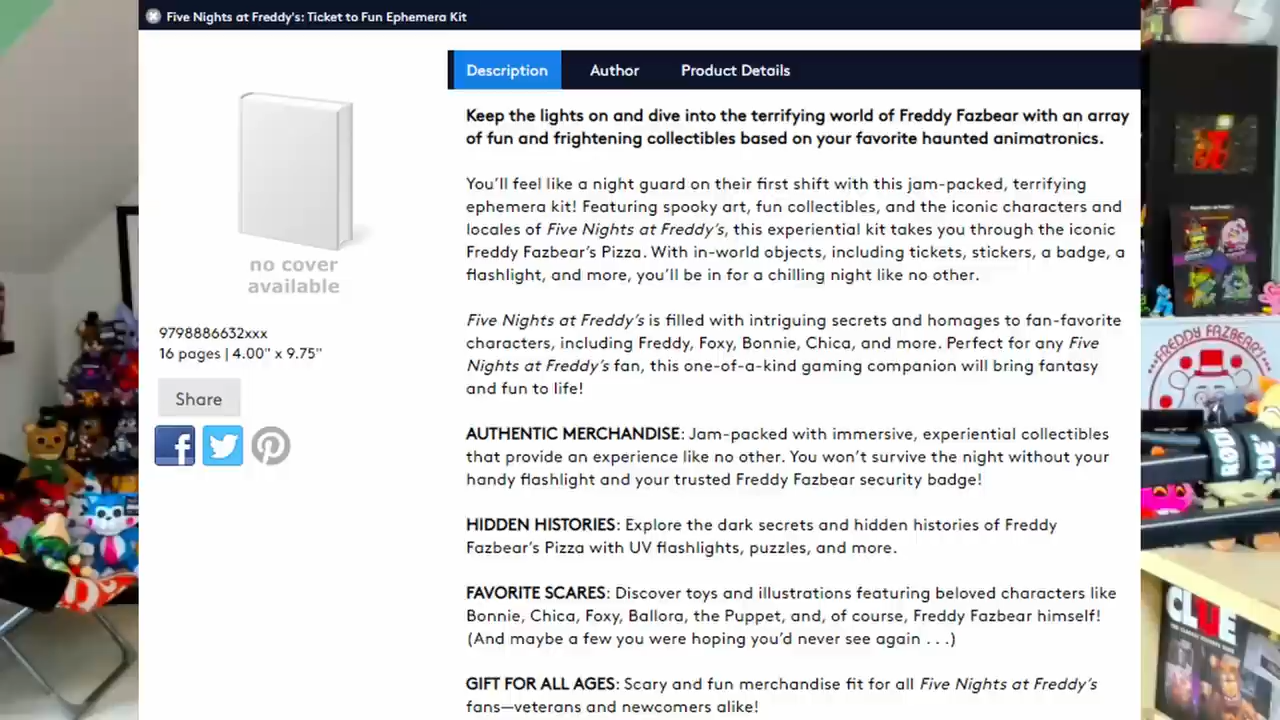 Five Nights at Freddy's: Ticket to Fun Ephemera Kit
Description
Author
Product Details
Keep the lights on and dive into the terrifying world of Freddy Fazbear with an array
of fun and frightening collectibles based on your favorite haunted animatronics.
You'll feel like a night guard on their first shift with this jam-packed, terrifying
ephemera kit! Featuring spooky art, fun collectibles, and the iconic characters and
locales of Five Nights at Freddy's, this experiential kit takes you through the iconic
Freddy Fazbear's Pizza. With in-world objects, including tickets, stickers, a badge, a
flashlight, and more, you'll be in for a chilling night like no other.
Five Nights at Freddy's is filled with intriguing secrets and homages to fan-favorite
characters, including Freddy, Foxy, Bonnie, Chica, and more. Perfect for any Five
Nights at Freddy's fan, this one-of-a-kind gaming companion will bring fantasy
and fun to life!
AUTHENTIC MERCHANDISE: Jam-packed with immersive, experiential collectibles
that provide an experience like no other. You won't survive the night without your
handy flashlight and your trusted Freddy Fazbear security badge!
HIDDEN HISTORIES: Explore the dark secrets and hidden histories of Freddy
Fazbear's Pizza with UV flashlights, puzzles, and more.
FAVORITE SCARES: Discover toys and illustrations featuring beloved characters like
Bonnie, Chica, Foxy, Ballora, the Puppet, and, of course, Freddy Fazbear himself!
(And maybe a few you were hoping you'd never see again . . .)
GIFT FOR ALL AGES: Scary and fun merchandise fit for all Five Nights at Freddy's
fans—veterans and newcomers alike!
no cover
available
9798886632xxx
16 pages | 4.00" x 9.75"
Share
FREDDY FAZBEAR
CLUE